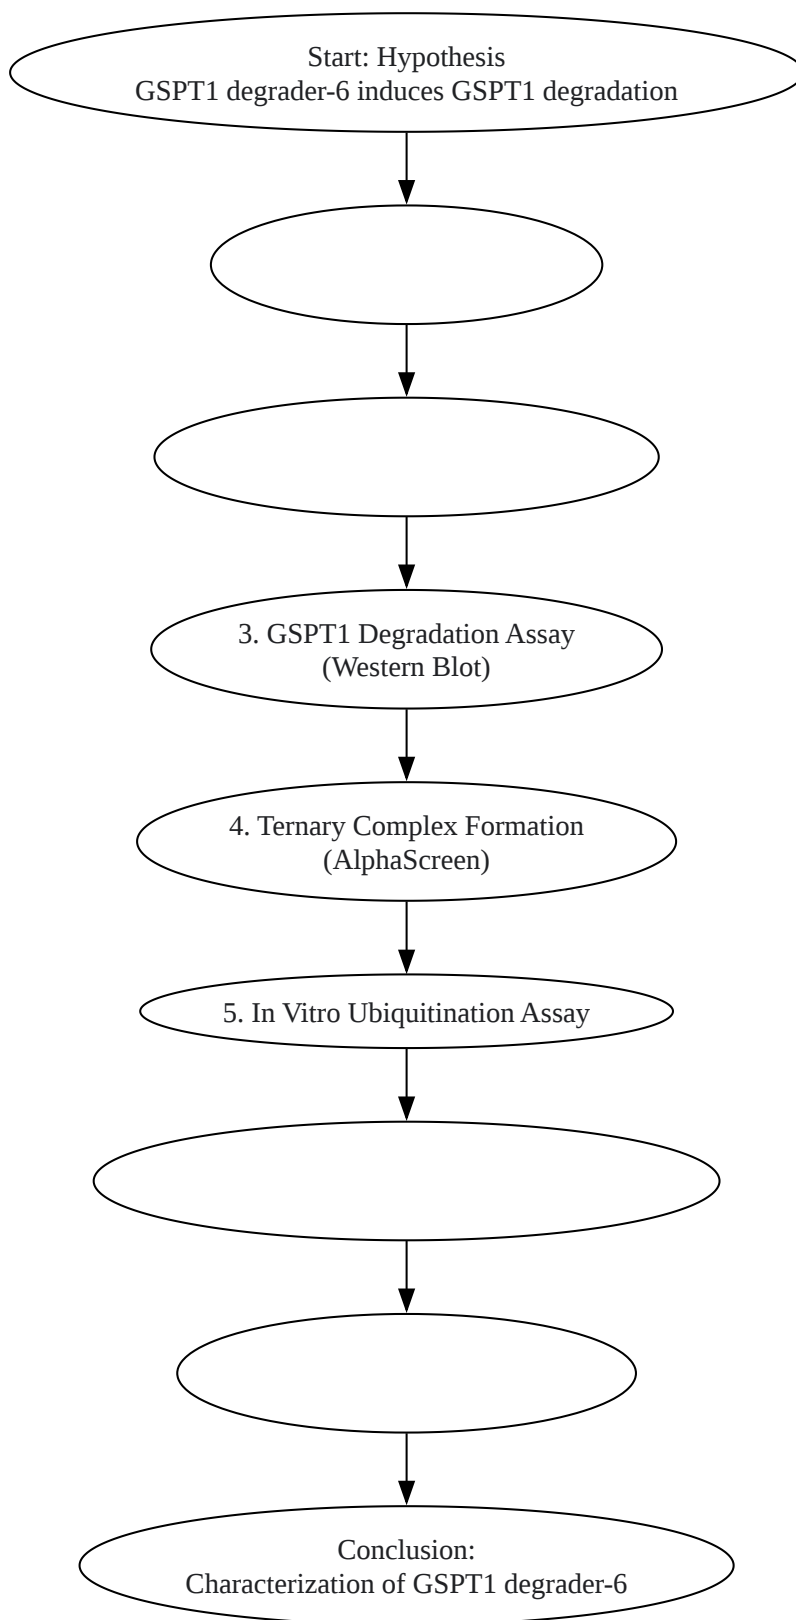 Start: Hypothesis
GSPT1 degrader-6 induces GSPT1 degradation
3. GSPT1 Degradation Assay
(Western Blot)
4. Ternary Complex Formation
(AlphaScreen)
5. In Vitro Ubiquitination Assay
Conclusion:
Characterization of GSPT1 degrader-6